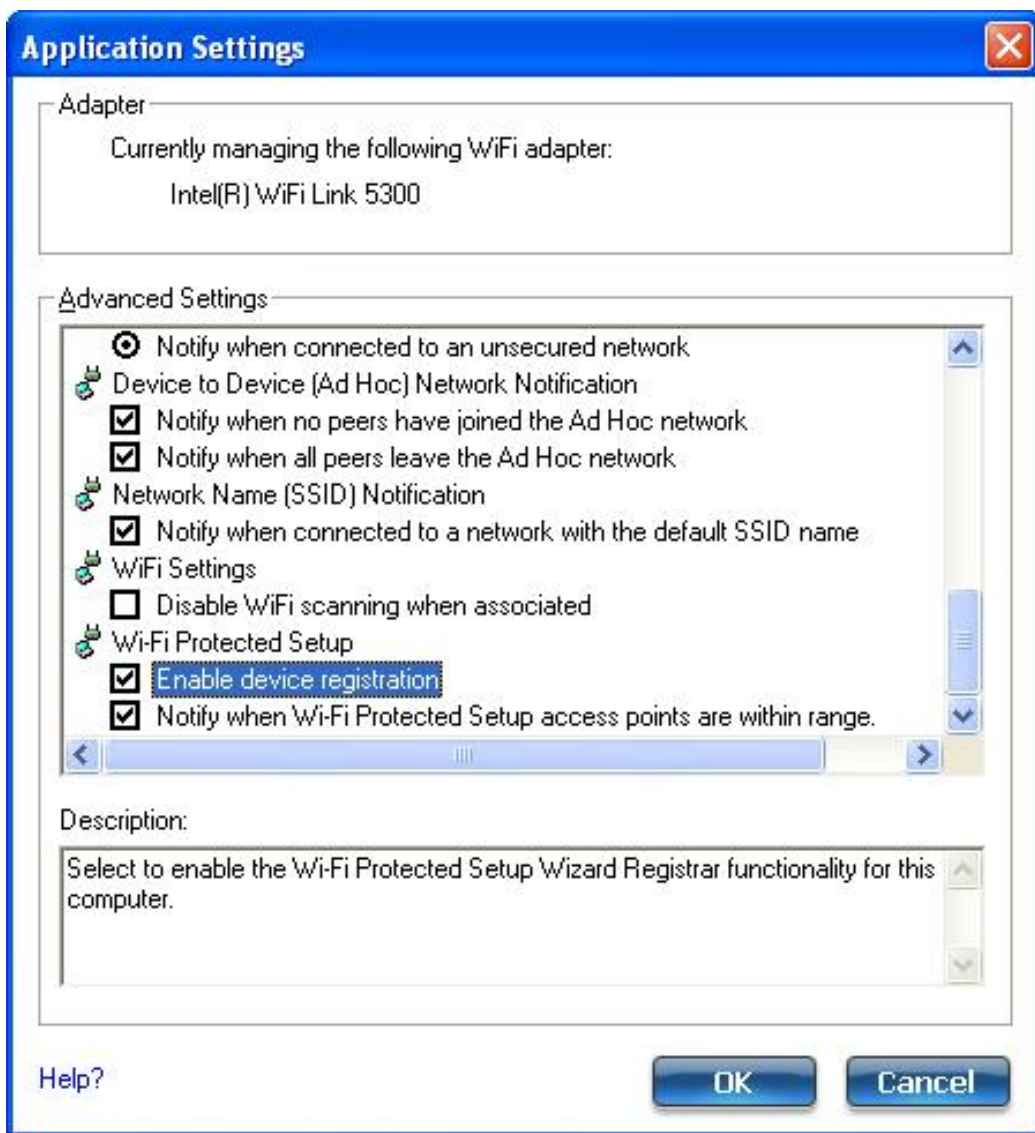 Application Settings
Adapter
Currently managing the following WiFi adapter:
Intel(R) WiFi Link 5300
Advanced Settings
Notify when connected to an unsecured network
Device to Device (Ad Hoc) Network Notification
Notify when no peers have joined the Ad Hoc network
Notify when all peers leave the Ad Hoc network
Network Name (SSID) Notification
Notify when connected to a network with the default SSID name
WiFi Settings
Disable WiFi scanning when associated
Wi-Fi Protected Setup
Enable device registration
Notify when Wi-Fi Protected Setup access points are within range.
Description:
Select to enable the Wi-Fi Protected Setup Wizard Registrar functionality for this
computer.
Help?
OK
Cancel